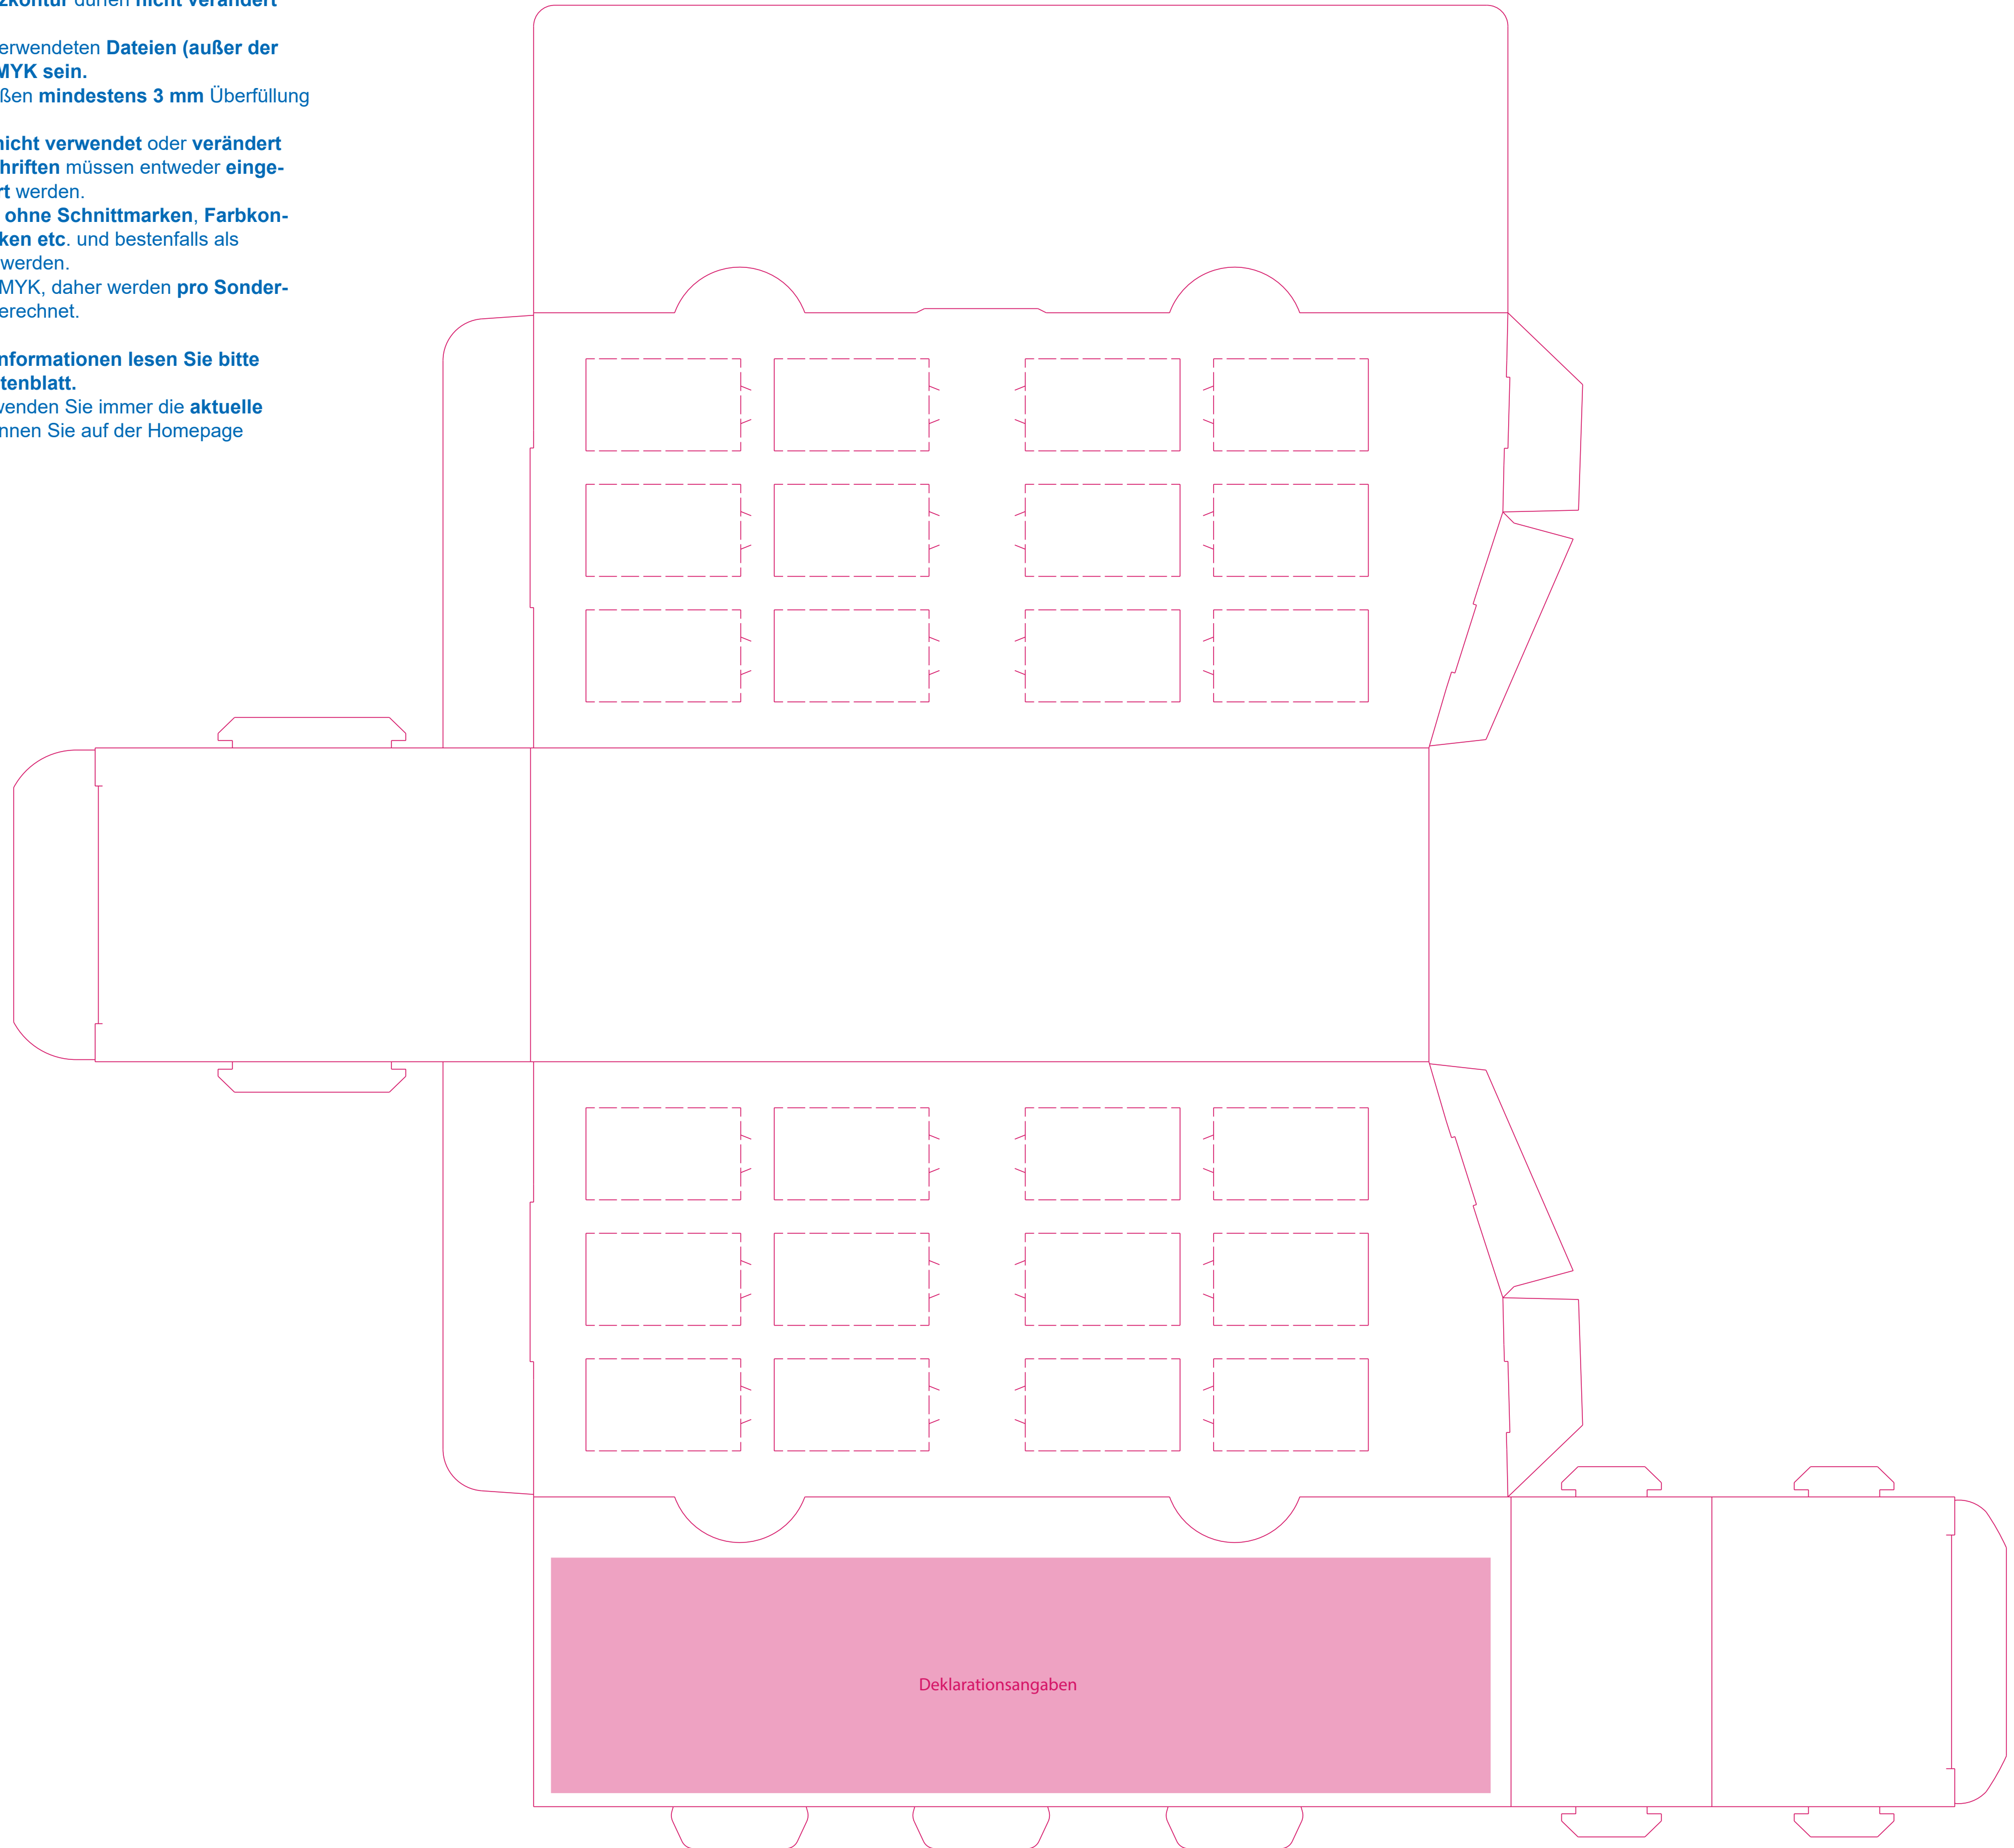 zkontur dürfen nicht verändert
erwendeten Dateien (außer der
MYK sein.
ßen mindestens 3 mm Überfüllung
nicht verwendet oder verändert
hriften müssen entweder einge-
rt werden.
ohne Schnittmarken, Farbkon-
ken etc. und bestenfalls als
werden.
MYK, daher werden pro Sonder-
erechnet.
nformationen lesen Sie bitte
tenblatt.
wenden Sie immer die aktuelle
nnen Sie auf der Homepage
Deklarationsangaben